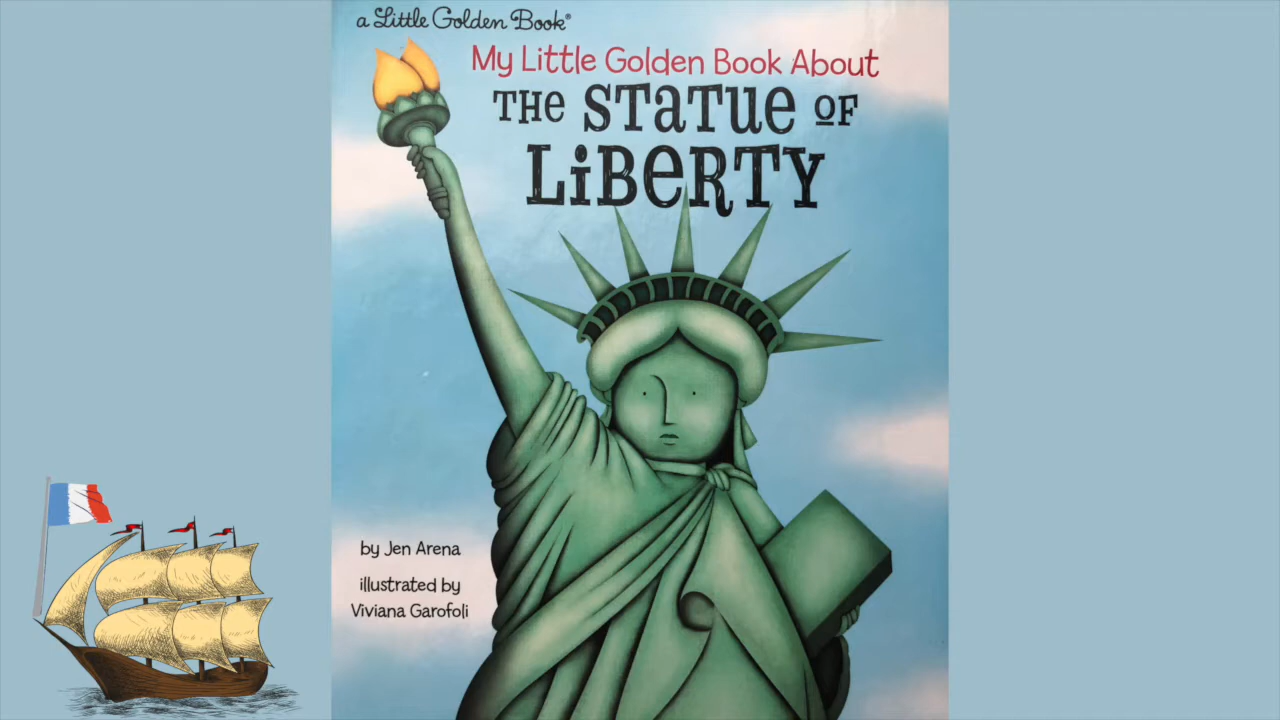 a Little Golden Book®
My Little Golden Book About
THe STaTue oF
LiBeRTY
by Jen Arena
illustrated by
Viviana Garofoli